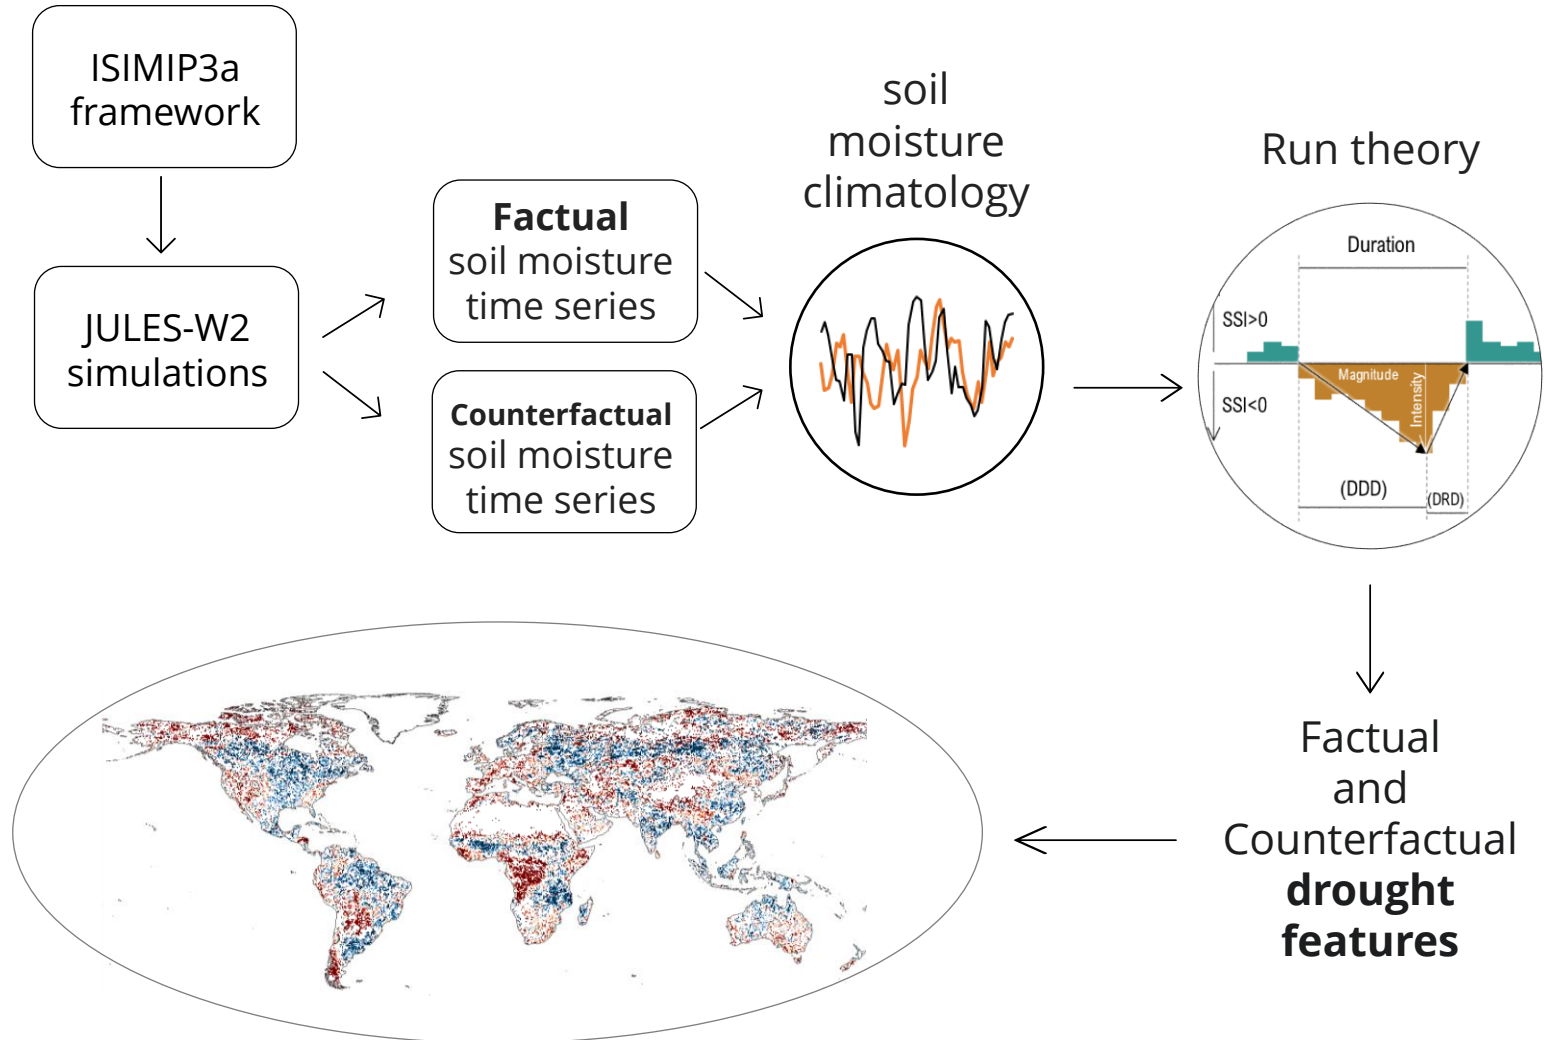 ISIMIP3a
framework
JULES-W2
simulations
Factual
soil moisture
time series
Counterfactual
soil moisture
time series
soil
moisture
climatology
Run theory
Duration
SSI>0
Magnitude
Intensity
SSI<0
(DDD)
(DRD)
Factual
and
Counterfactual
drought
features